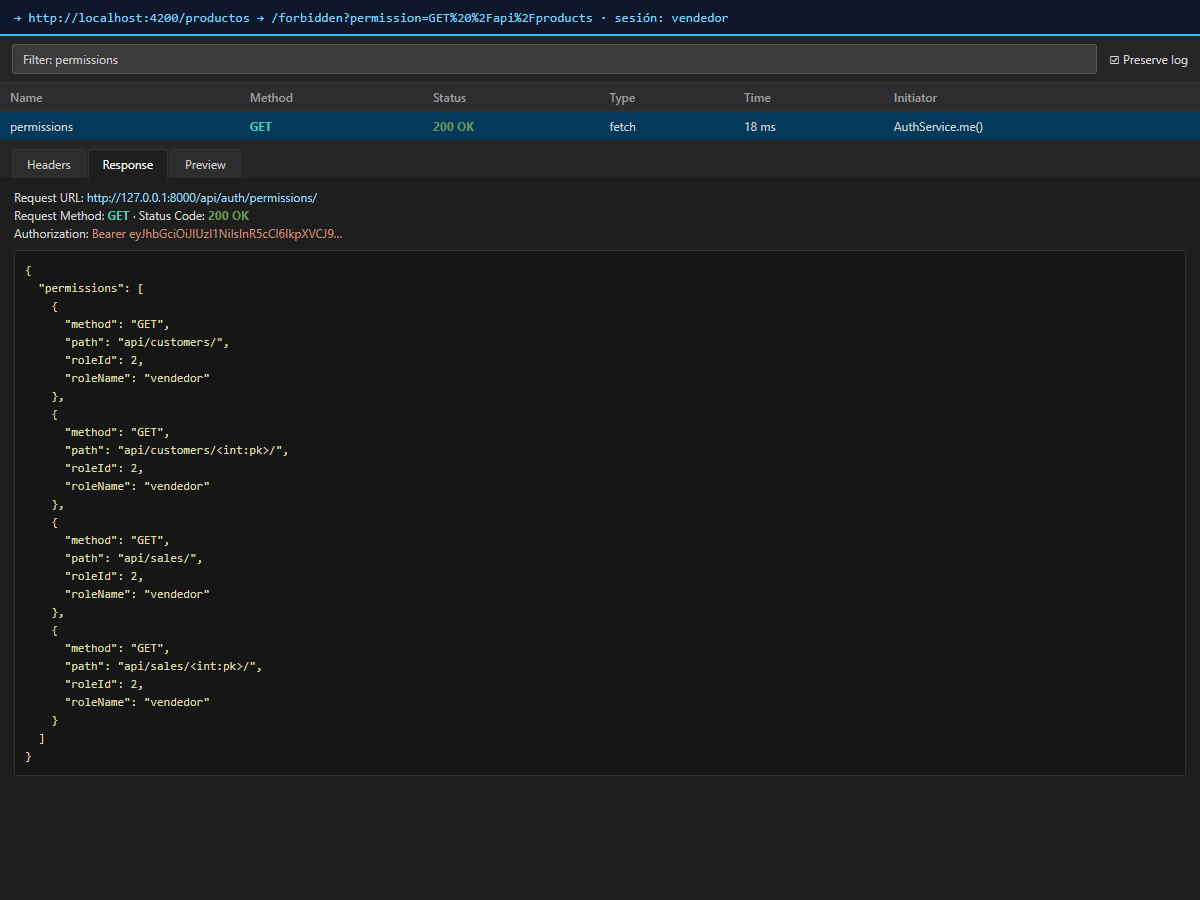 → http://localhost:4200/productos → /forbidden?permission=GET%20%2Fapi%2Fproducts · sesión: vendedor
Filter: permissions
☑ Preserve log
Name Method Status Type Time Initiator
permissions GET 200 OK fetch 18 ms AuthService.me()
Headers Response Preview
Request URL: http://127.0.0.1:8000/api/auth/permissions/
Request Method: GET · Status Code: 200 OK
Authorization: Bearer eyJhbGciOiJIUzI1NiIsInR5cCI6IkpXVCJ9...
{
  "permissions": [
    {
      "method": "GET",
      "path": "api/customers/",
      "roleId": 2,
      "roleName": "vendedor"
    },
    {
      "method": "GET",
      "path": "api/customers/<int:pk>/",
      "roleId": 2,
      "roleName": "vendedor"
    },
    {
      "method": "GET",
      "path": "api/sales/",
      "roleId": 2,
      "roleName": "vendedor"
    },
    {
      "method": "GET",
      "path": "api/sales/<int:pk>/",
      "roleId": 2,
      "roleName": "vendedor"
    }
  ]
}